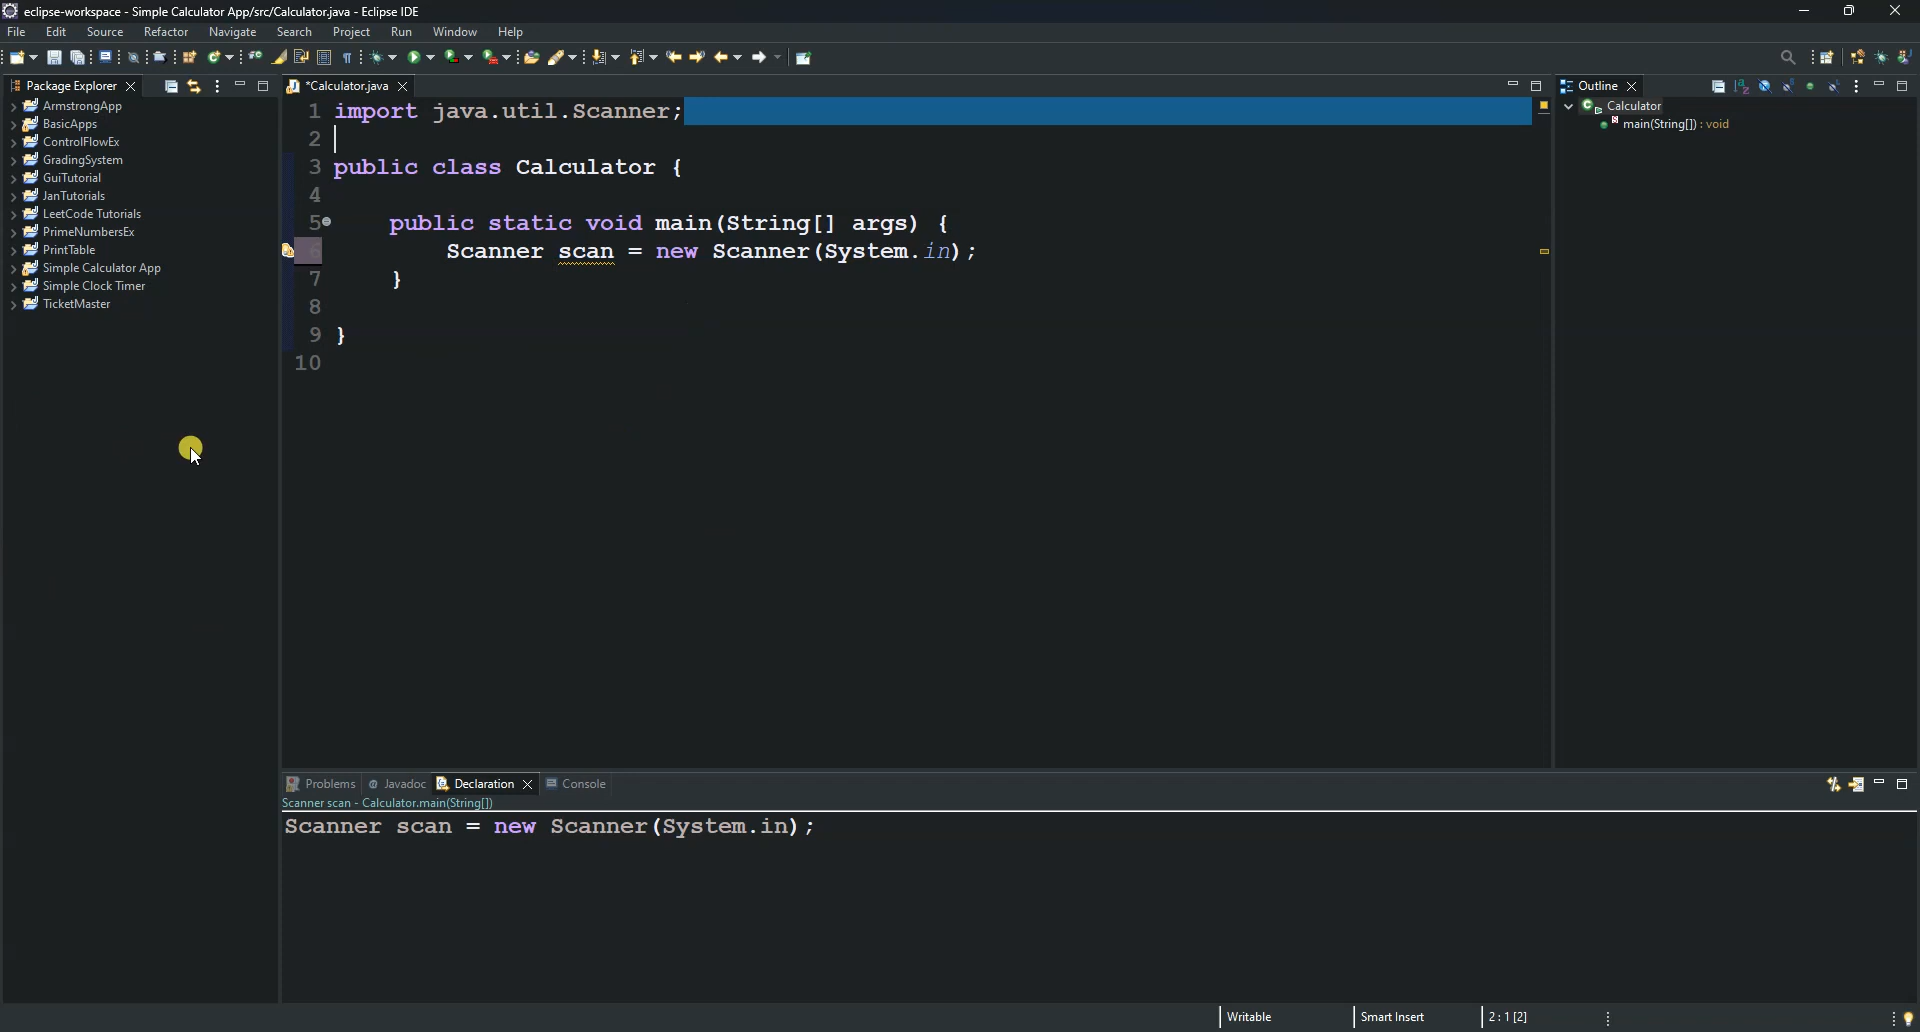 eclipse-workspace - Simple Calculator App/src/Calculator.java - Eclipse IDE
File Edit Source Refactor Navigate Search Project Run Window Help
Package Explorer
ArmstrongApp
BasicApps
ControlFlowEx
GradingSystem
GuiTutorial
JanTutorials
LeetCode Tutorials
PrimeNumbersEx
PrintTable
Simple Calculator App
Simple Clock Timer
TicketMaster
*Calculator.java
1 import java.util.Scanner;
2
3 public class Calculator {
4
5 public static void main(String[] args) {
6 Scanner scan = new Scanner(System.in);
7 }
8
9 }
10
Outline
Calculator
main(String[]) : void
Problems Javadoc Declaration Console
Scanner scan - Calculator.main(String[])
Scanner scan = new Scanner(System.in);
Writable Smart Insert 2 : 1 [2]